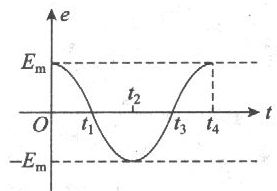 e
Eₘ
t₂
O t₁ t₃ t₄ t
−Eₘ